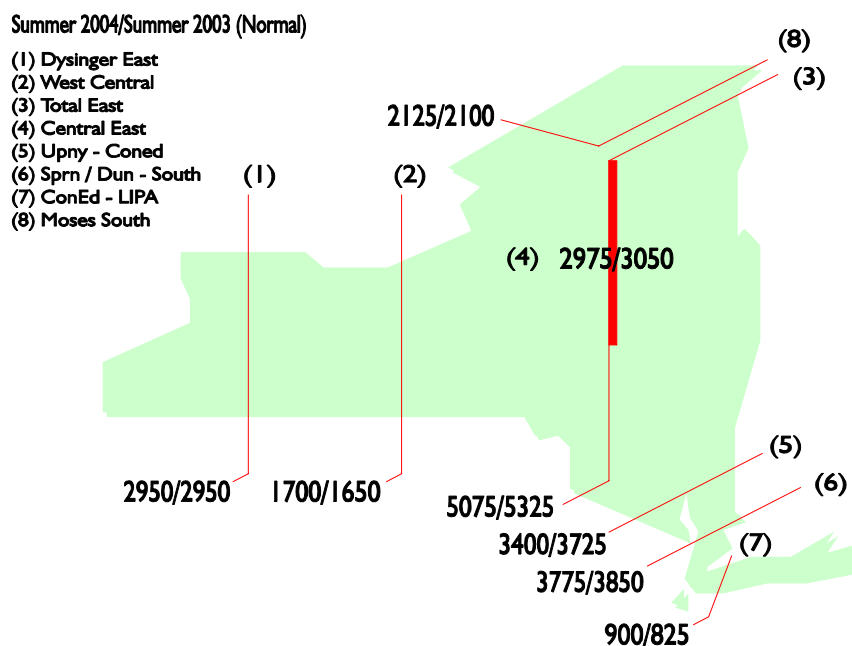 Summer 2004/Summer 2003 (Normal)
(1) Dysinger East
(2) West Central
(3) Total East
(4) Central East
(5) Upny - Coned
(6) Sprn / Dun - South
(7) ConEd - LIPA
(8) Moses South
(8)
(3)
2125/2100
(1)
(2)
(4)
2975/3050
(5)
2950/2950
1700/1650
(6)
5075/5325
3400/3725
(7)
3775/3850
900/825